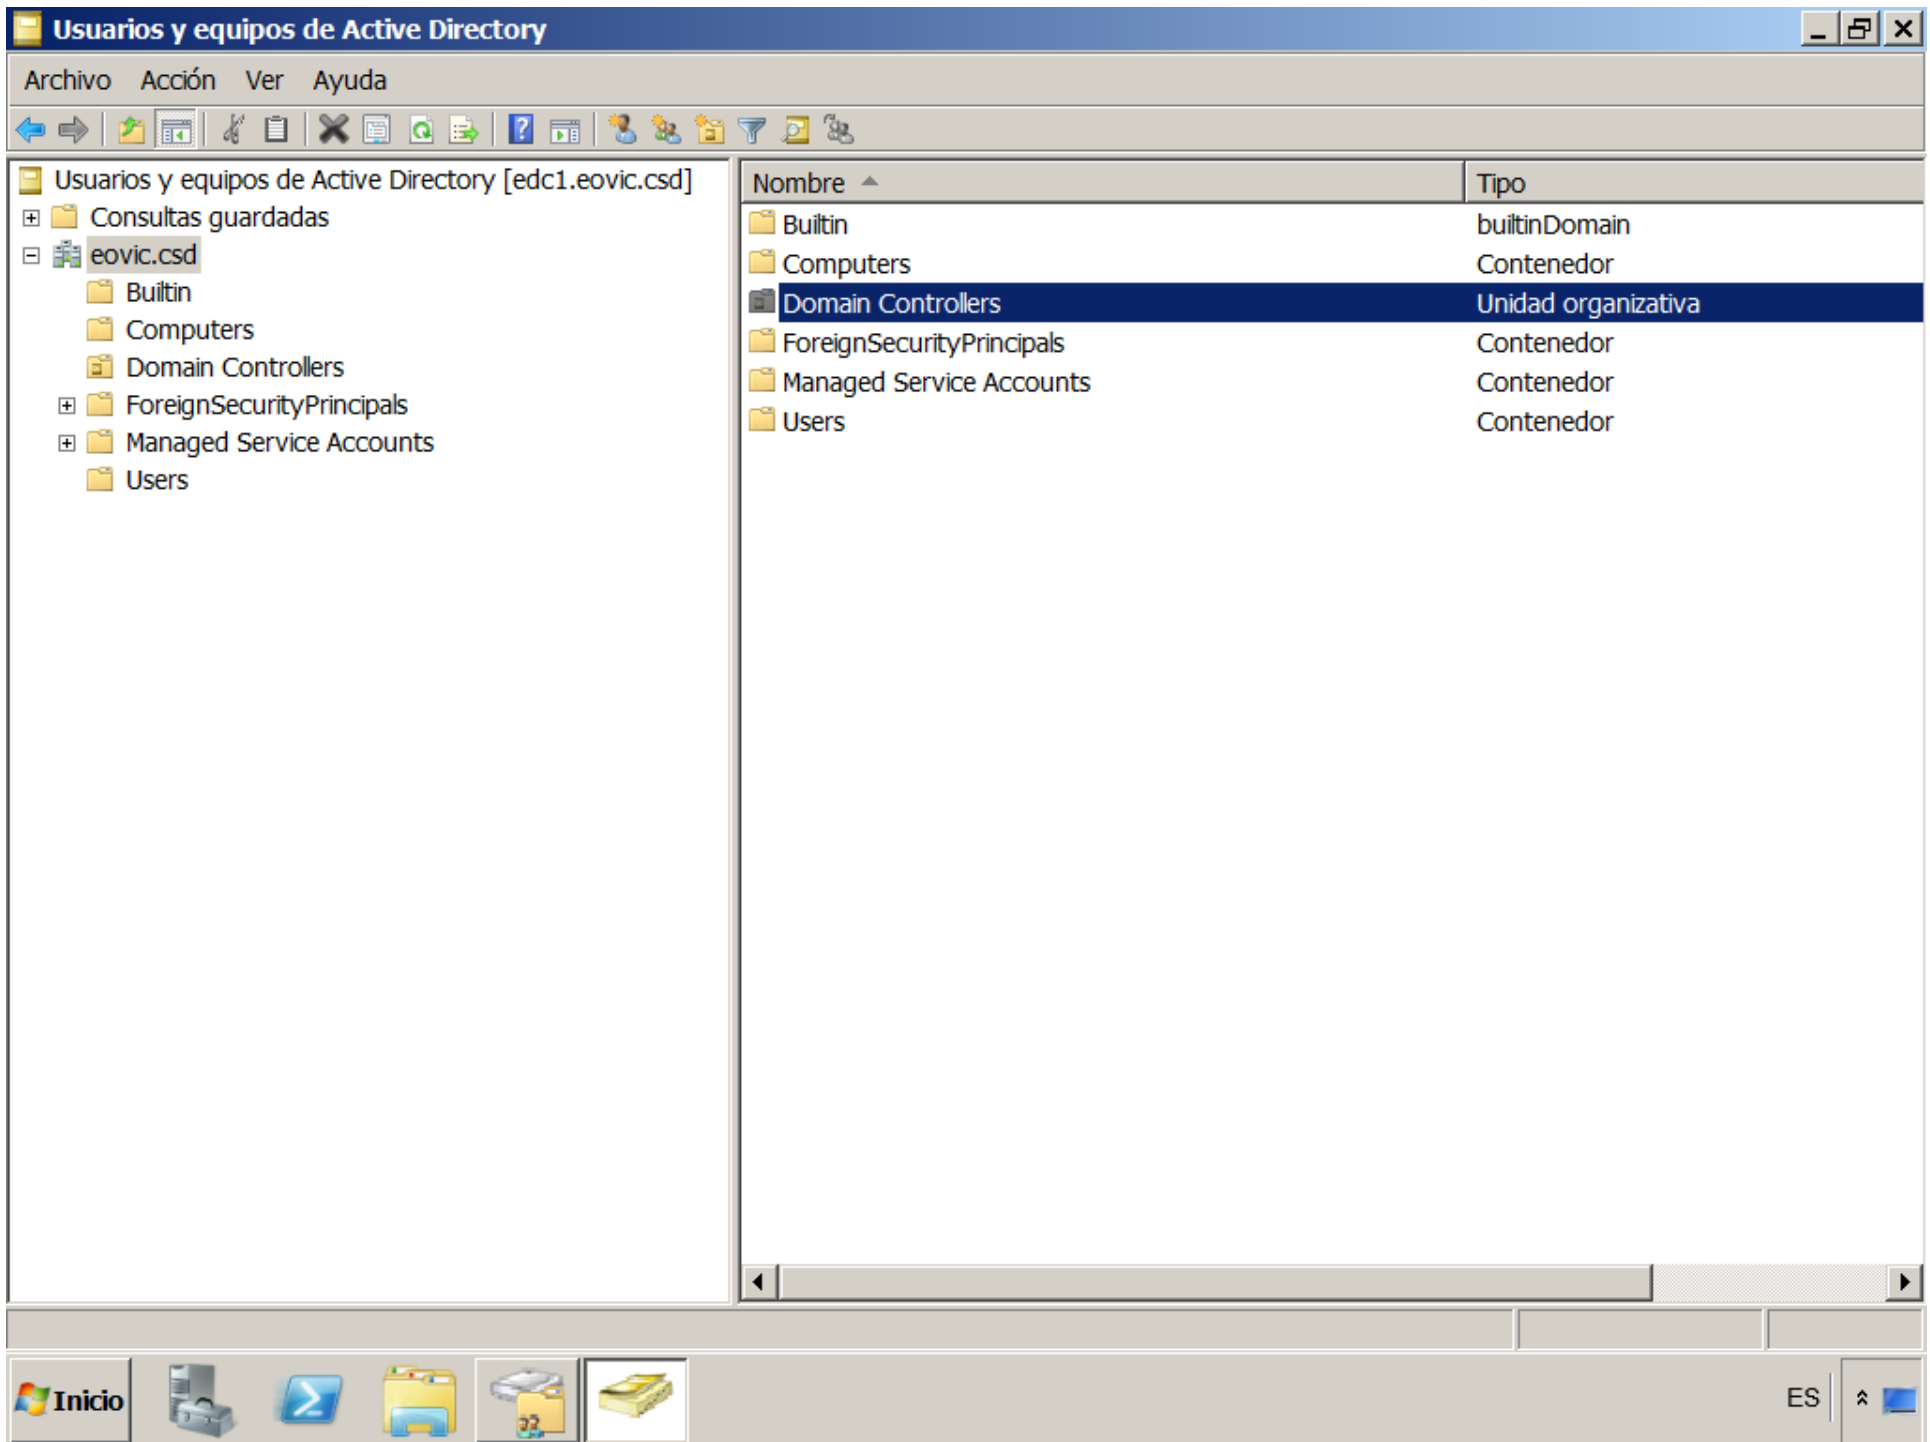 Usuarios y equipos de Active Directory
Archivo Acción Ver Ayuda
Usuarios y equipos de Active Directory [edc1.eovic.csd]
Consultas guardadas
eovic.csd
Builtin
Computers
Domain Controllers
ForeignSecurityPrincipals
Managed Service Accounts
Users
Nombre Tipo
Builtin builtinDomain
Computers Contenedor
Domain Controllers Unidad organizativa
ForeignSecurityPrincipals Contenedor
Managed Service Accounts Contenedor
Users Contenedor
Inicio ES